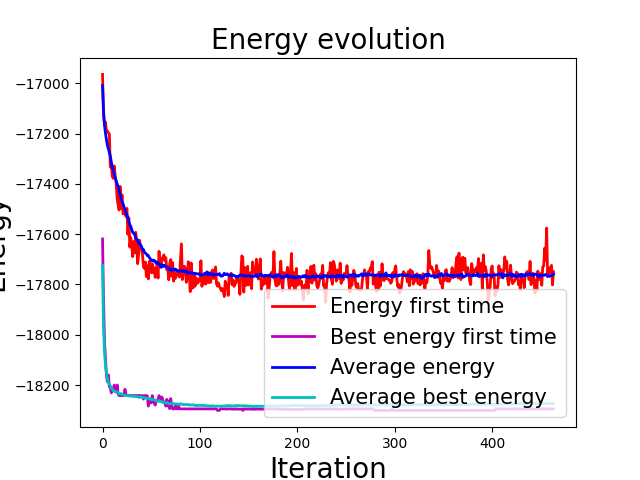 Energy evolution
Energy
−17000
−17200
−17400
−17600
−17800
−18000
−18200
Energy first time
Best energy first time
Average energy
Average best energy
0 100 200 300 400
Iteration